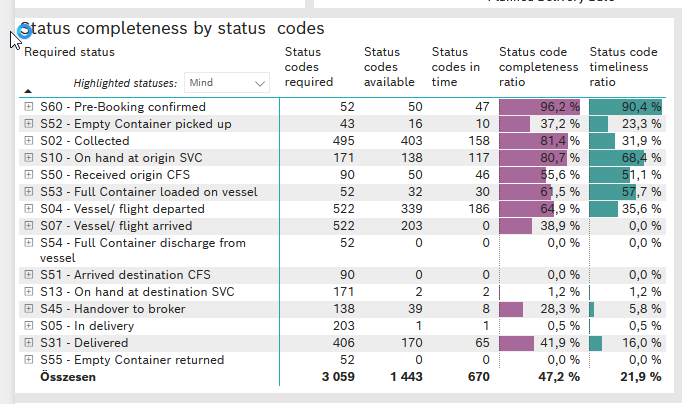 Status completeness by status codes
Required status
Status codes required
Status codes available
Status codes in time
Status code completeness ratio
Status code timeliness ratio
Highlighted statuses: Mind
S60 - Pre-Booking confirmed 52 50 47 96,2 % 90,4 %
S52 - Empty Container picked up 43 16 10 37,2 % 23,3 %
S02 - Collected 495 403 158 81,4 % 31,9 %
S10 - On hand at origin SVC 171 138 117 80,7 % 68,4 %
S50 - Received origin CFS 90 50 46 55,6 % 51,1 %
S53 - Full Container loaded on vessel 52 32 30 61,5 % 57,7 %
S04 - Vessel/ flight departed 522 339 186 64,9 % 35,6 %
S07 - Vessel/ flight arrived 522 203 0 38,9 % 0,0 %
S54 - Full Container discharge from vessel 52 0 0 0,0 % 0,0 %
S51 - Arrived destination CFS 90 0 0 0,0 % 0,0 %
S13 - On hand at destination SVC 171 2 2 1,2 % 1,2 %
S45 - Handover to broker 138 39 8 28,3 % 5,8 %
S05 - In delivery 203 1 1 0,5 % 0,5 %
S31 - Delivered 406 170 65 41,9 % 16,0 %
S55 - Empty Container returned 52 0 0 0,0 % 0,0 %
Összesen 3 059 1 443 670 47,2 % 21,9 %